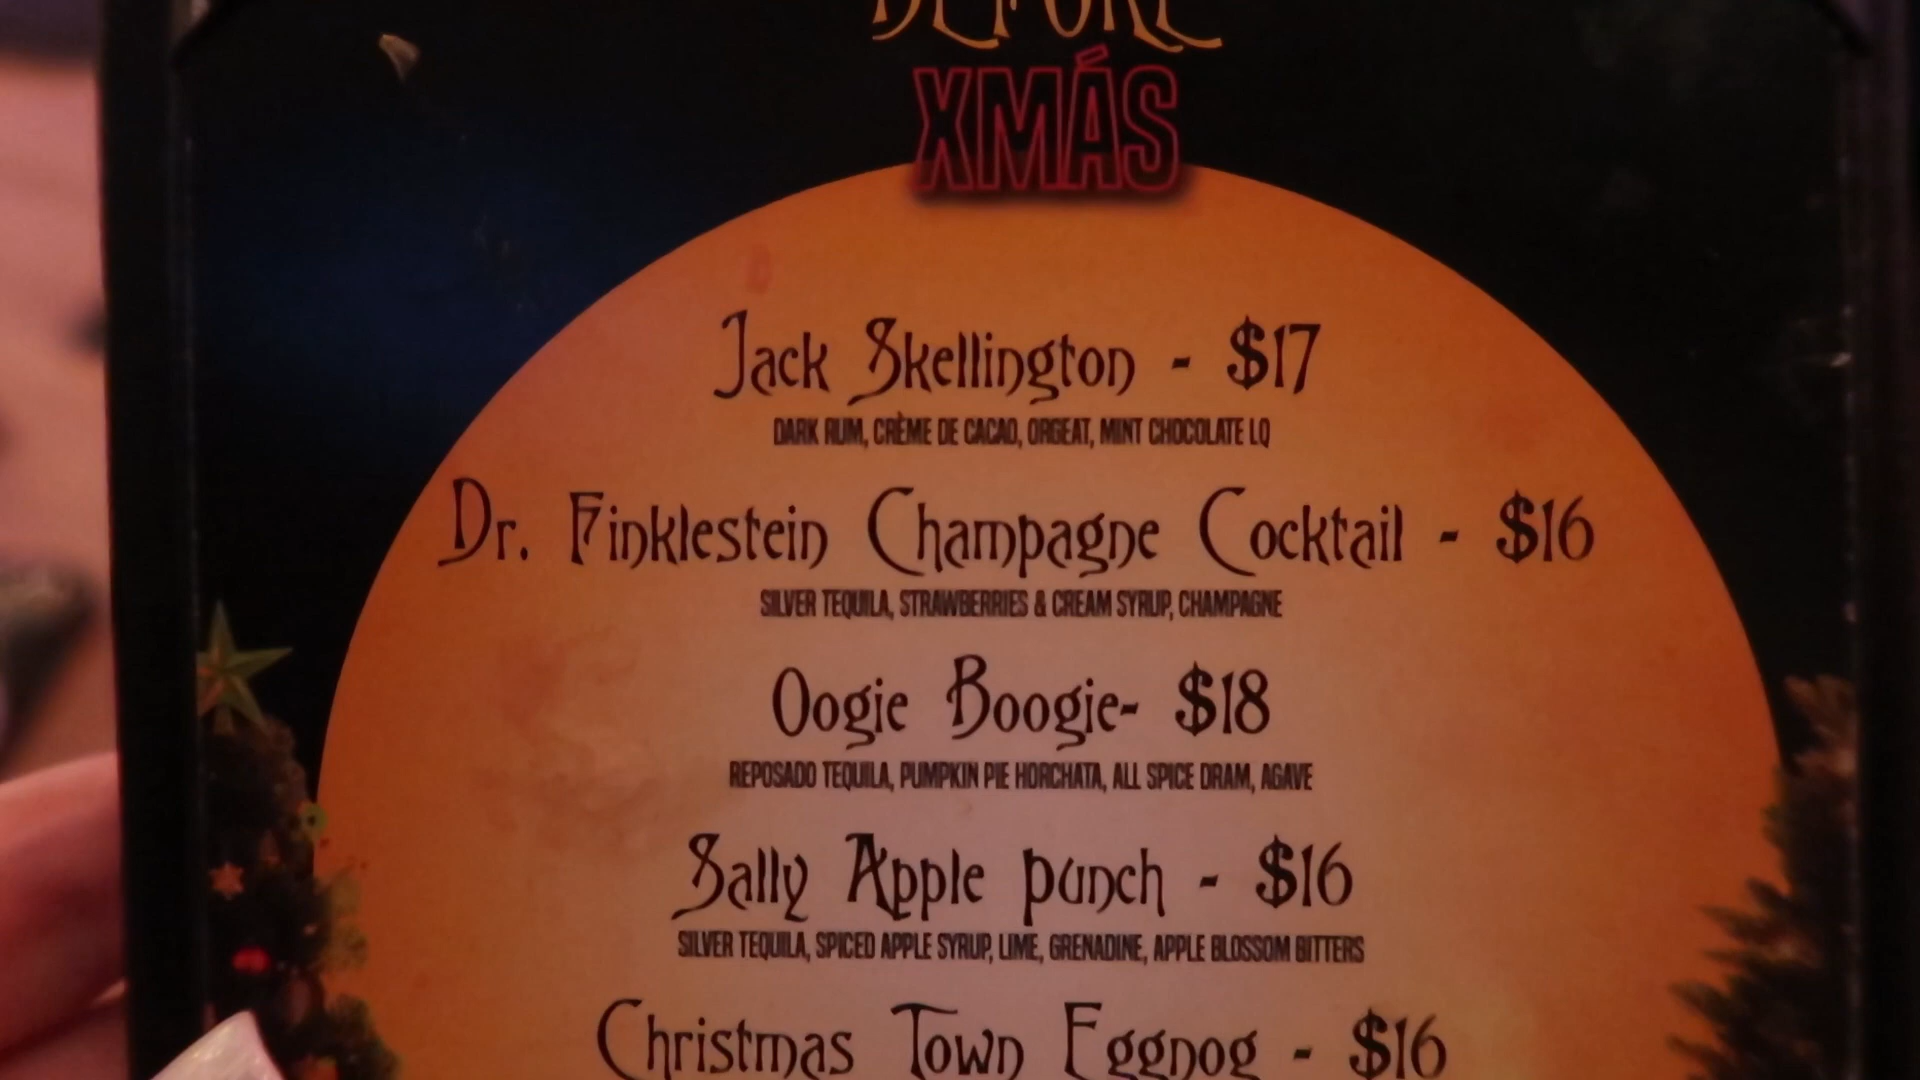 BEFORE
XMÁS
Jack Skellington - $17
DARK RUM, CRÈME DE CACAO, ORGEAT, MINT CHOCOLATE LQ
Dr. Finklestein Champagne Cocktail - $16
SILVER TEQUILA, STRAWBERRIES & CREAM SYRUP, CHAMPAGNE
Oogie Boogie- $18
REPOSADO TEQUILA, PUMPKIN PIE HORCHATA, ALL SPICE DRAM, AGAVE
Sally Apple punch - $16
SILVER TEQUILA, SPICED APPLE SYRUP, LIME, GRENADINE, APPLE BLOSSOM BITTERS
Christmas Town Eggnog - $16